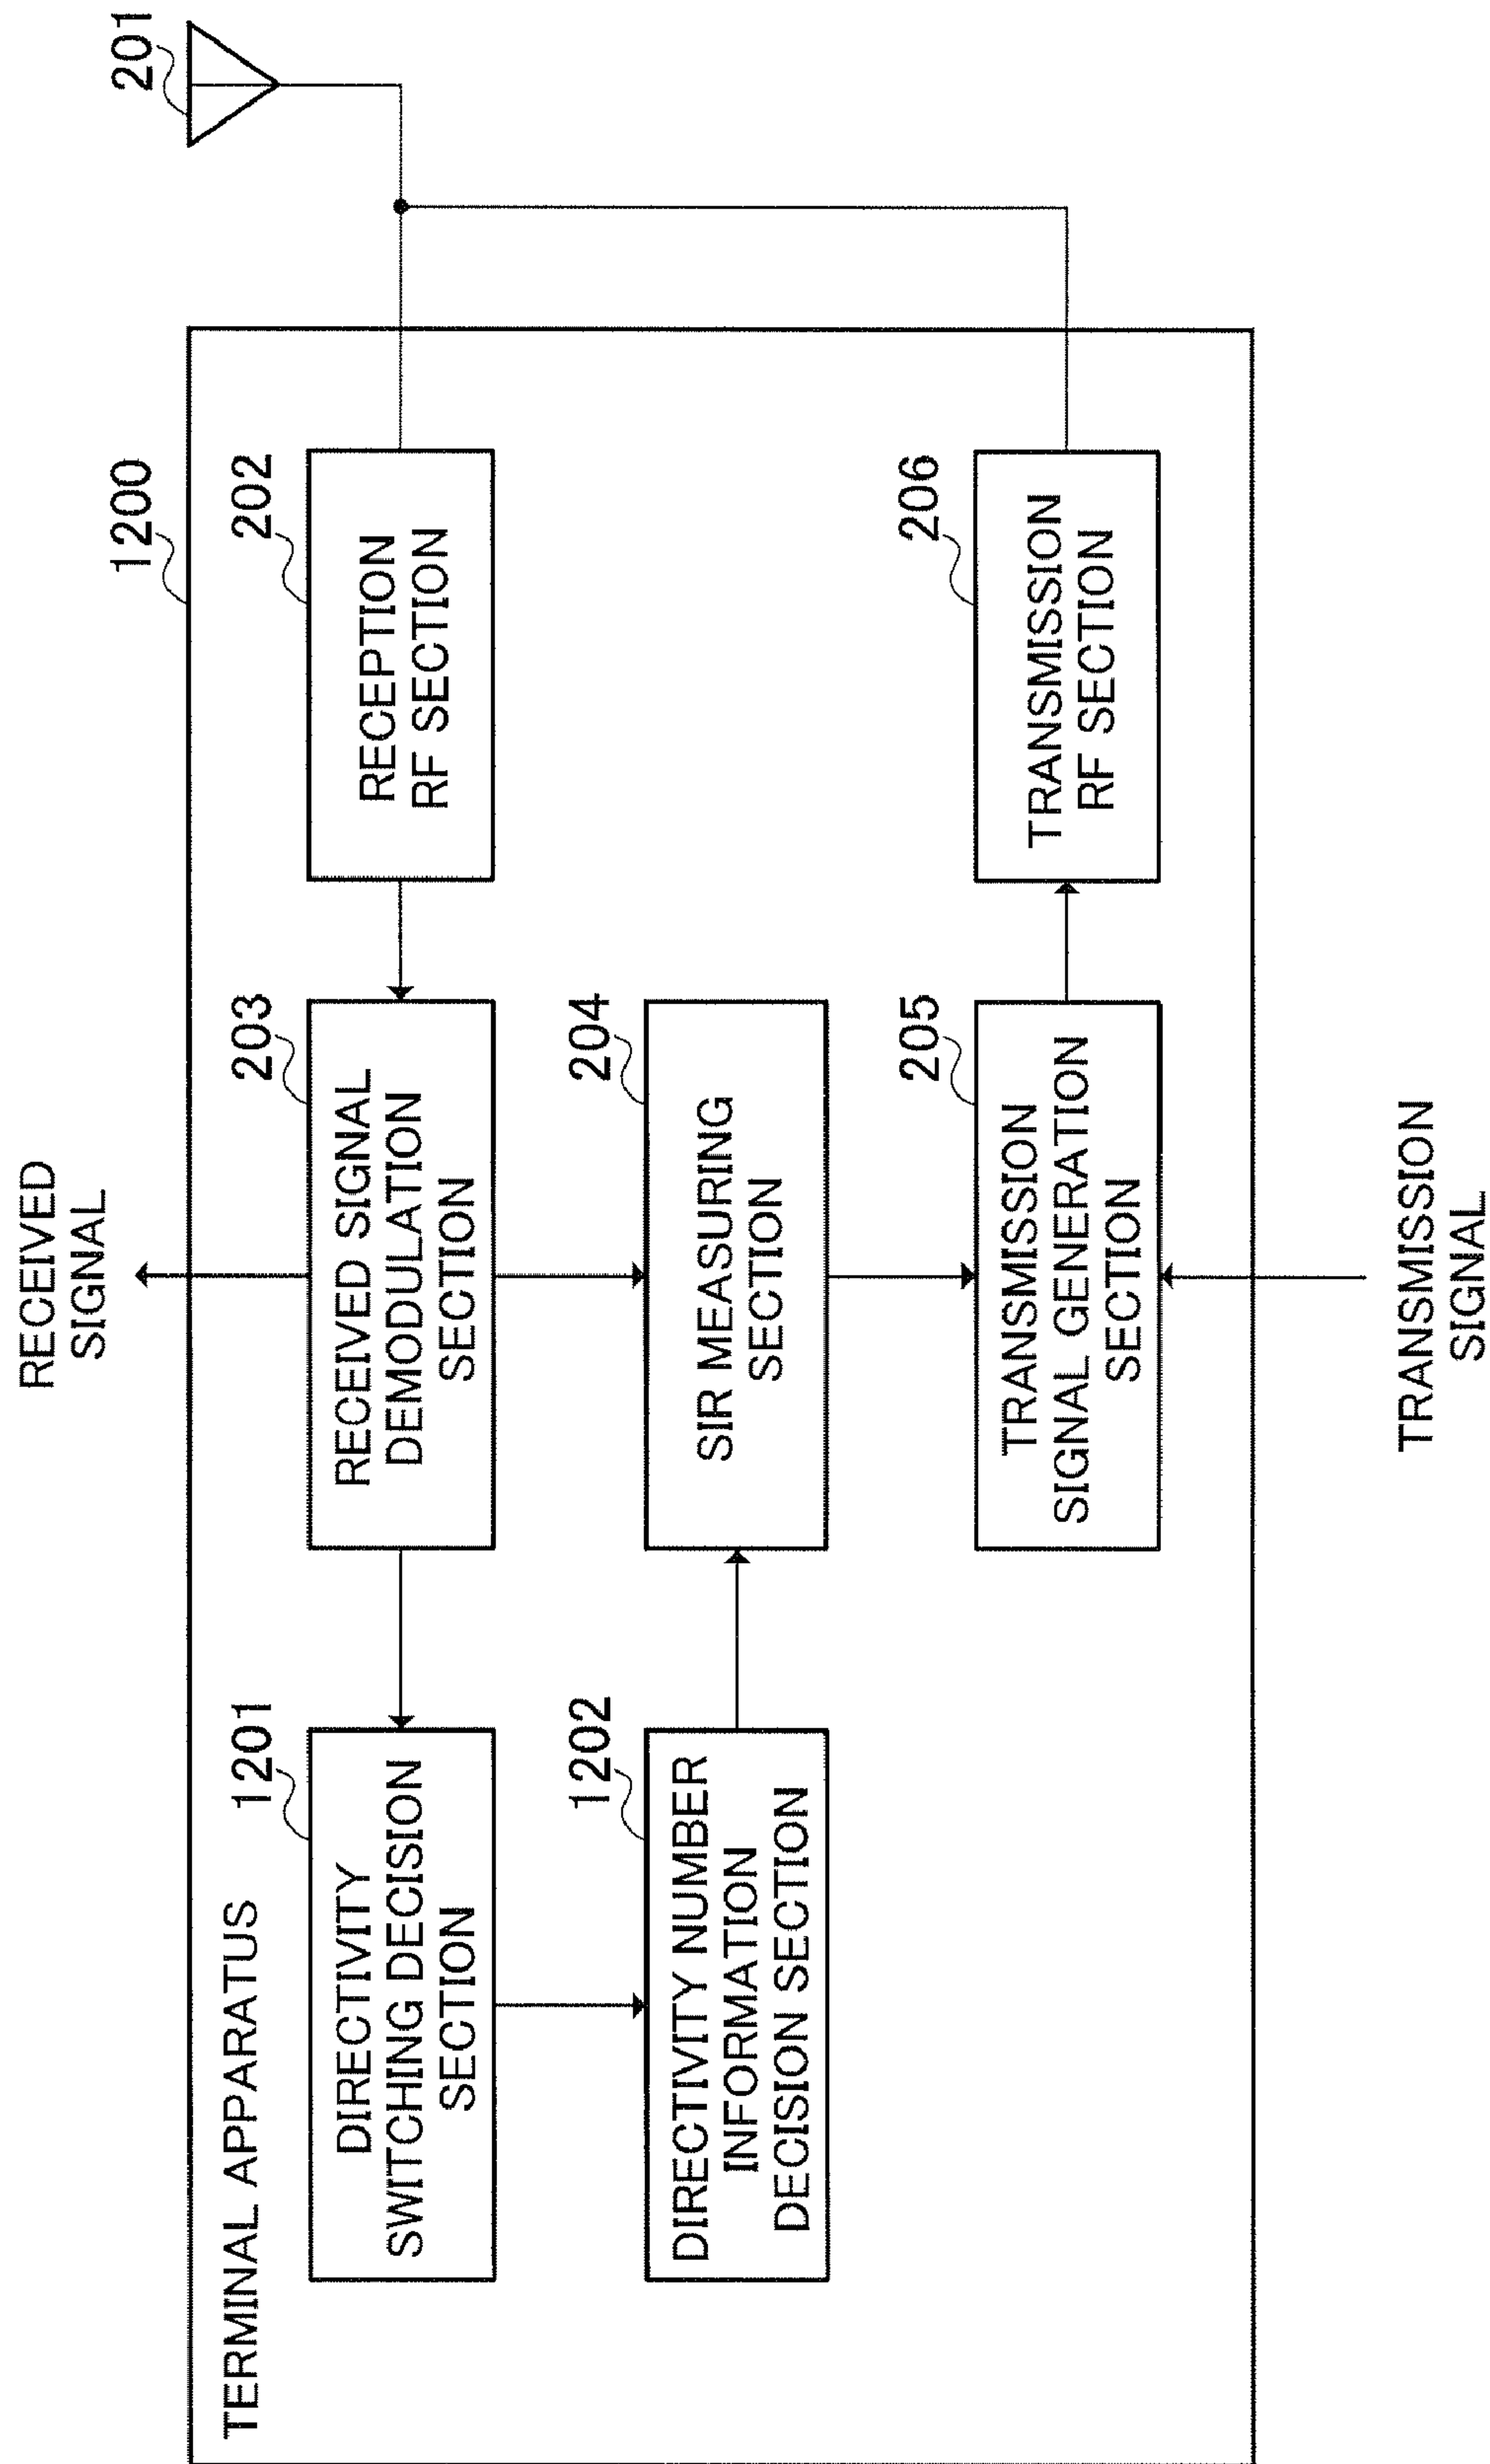 TERMINAL APPARATUS
1200
201
RECEIVED
SIGNAL
1201
DIRECTIVITY
SWITCHING DECISION
SECTION
203
RECEIVED SIGNAL
DEMODULATION
SECTION
202
RECEPTION
RF SECTION
1202
DIRECTIVITY NUMBER
INFORMATION
DECISION SECTION
204
SIR MEASURING
SECTION
205
TRANSMISSION
SIGNAL GENERATION
SECTION
206
TRANSMISSION
RF SECTION
TRANSMISSION
SIGNAL